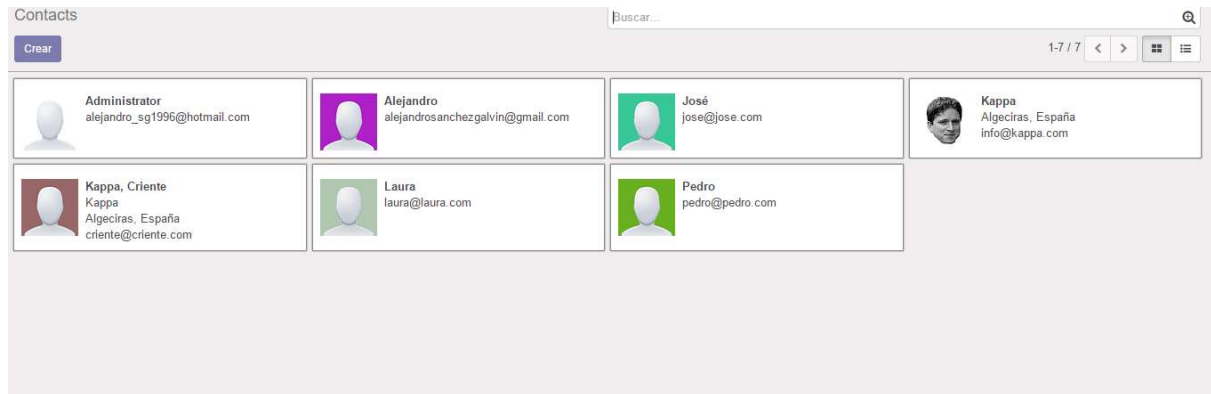 Contacts
Buscar...
Crear
1-7 / 7
Administrator
alejandro_sg1996@hotmail.com
Alejandro
alejandrosanchezgalvin@gmail.com
José
jose@jose.com
Kappa
Algeciras, España
info@kappa.com
Kappa, Criente
Kappa
Algeciras, España
criente@criente.com
Laura
laura@laura.com
Pedro
pedro@pedro.com